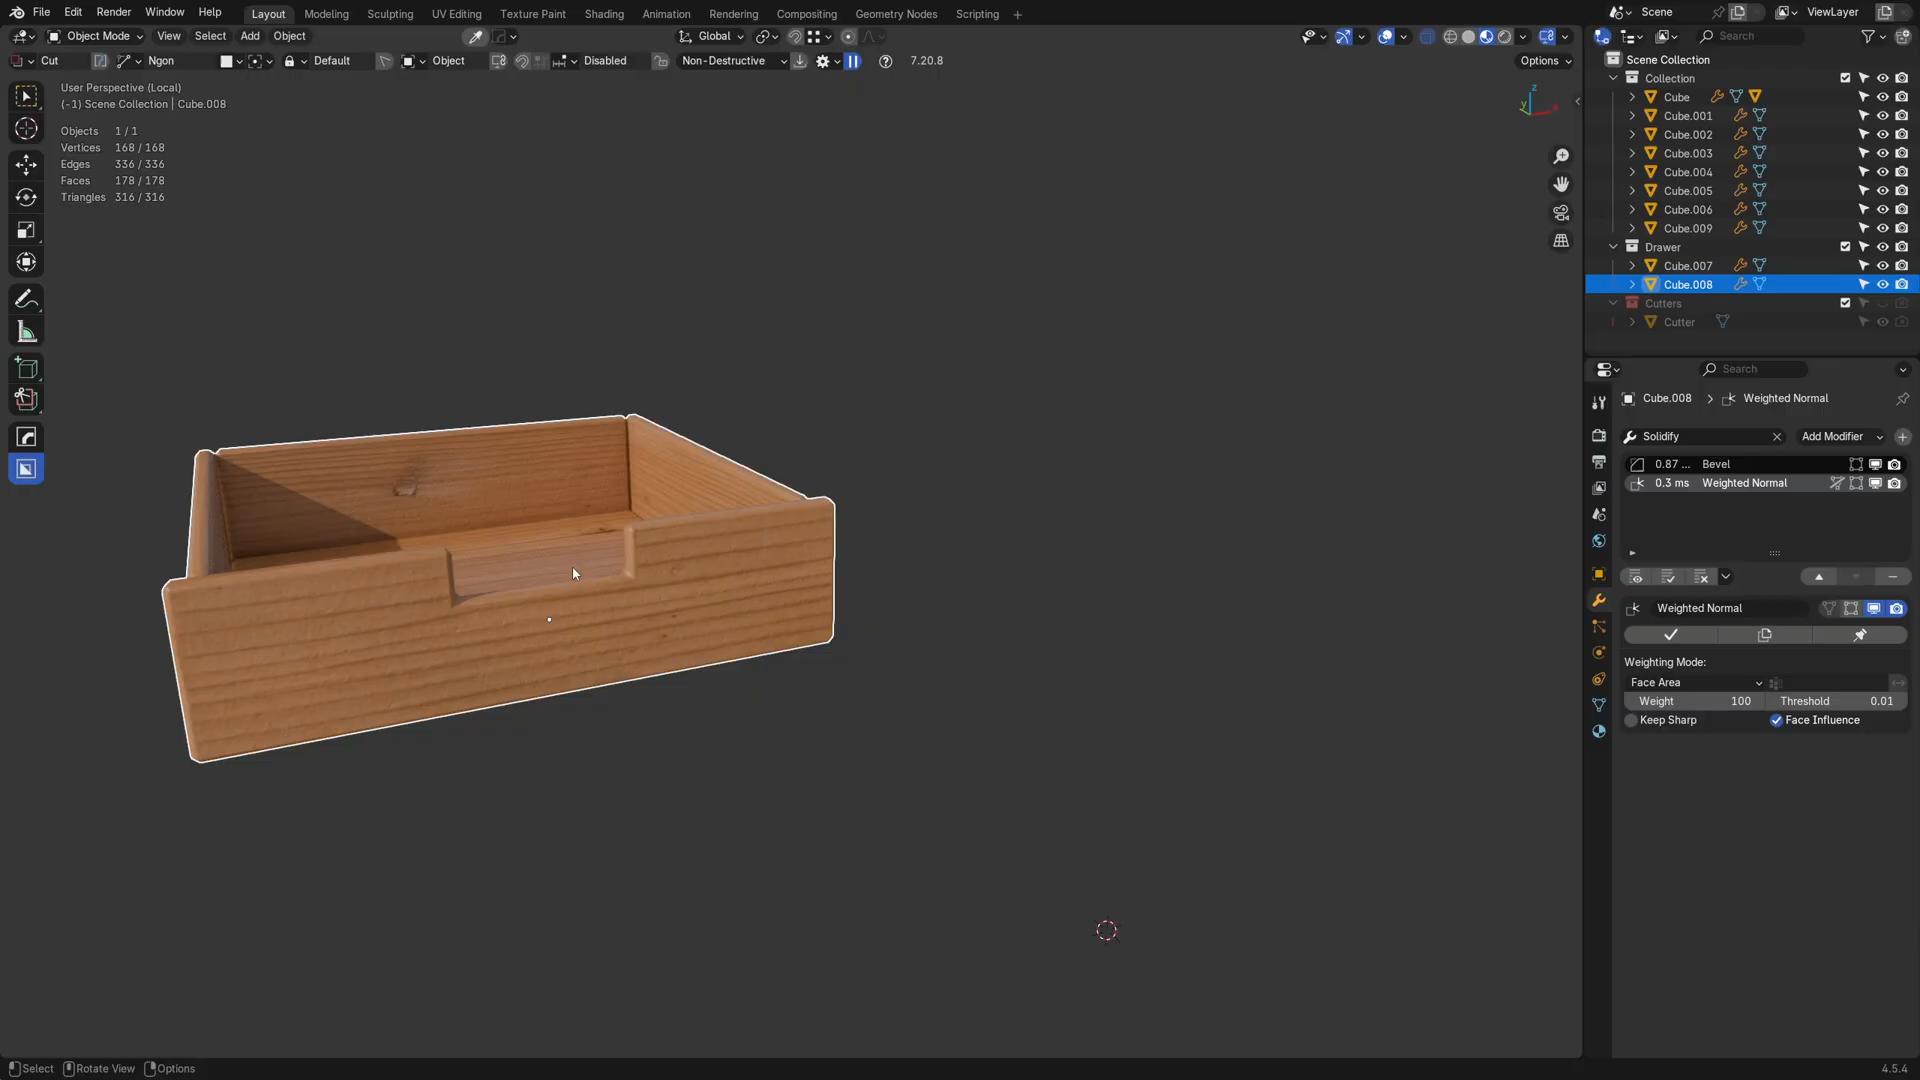 File Edit Render Window Help Layout Modeling Sculpting UV Editing Texture Paint Shading Animation Rendering Compositing Geometry Nodes Scripting + Scene ViewLayer
Object Mode View Select Add Object Global Search
Cut Ngon Default Object Disabled Non-Destructive 7.20.8 Options
User Perspective (Local)
(-1) Scene Collection | Cube.008
Objects 1 / 1
Vertices 168 / 168
Edges 336 / 336
Faces 178 / 178
Triangles 316 / 316
Z
Y
X
Scene Collection
Collection
Cube
Cube.001
Cube.002
Cube.003
Cube.004
Cube.005
Cube.006
Cube.009
Drawer
Cube.007
Cube.008
Cutters
Cutter
Search
Cube.008 > Weighted Normal
Solidify Add Modifier
0.87 ... Bevel
0.3 ms Weighted Normal
Weighted Normal
Weighting Mode:
Face Area
Weight 100 Threshold 0.01
Keep Sharp Face Influence
Select Rotate View Options 4.5.4